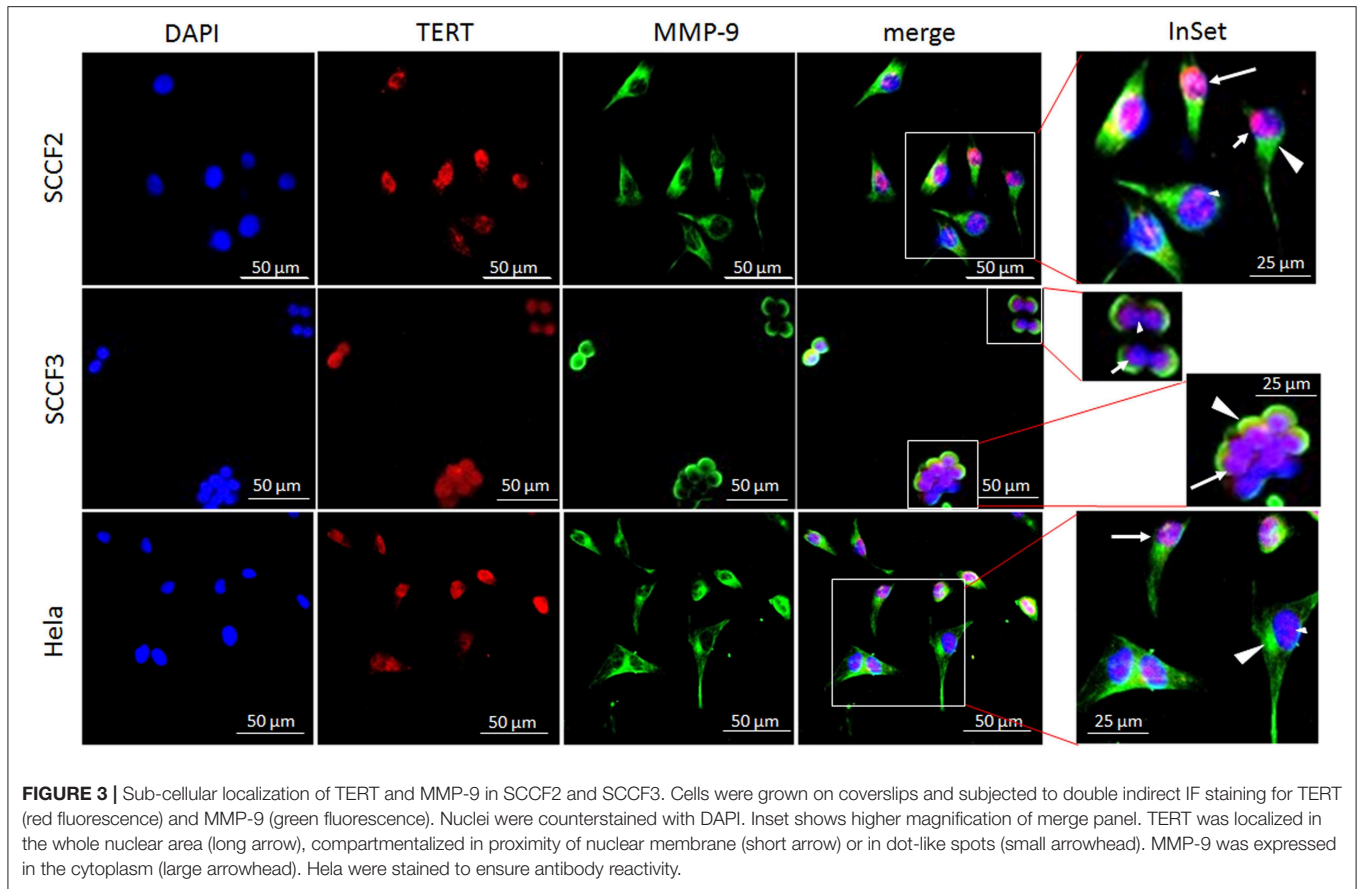 DAPI TERT MMP-9 merge InSet
SCCF2
50 µm 50 µm 50 µm 50 µm 25 µm
SCCF3
50 µm 50 µm 50 µm 50 µm 25 µm
Hela
50 µm 50 µm 50 µm 50 µm 25 µm
FIGURE 3 | Sub-cellular localization of TERT and MMP-9 in SCCF2 and SCCF3. Cells were grown on coverslips and subjected to double indirect IF staining for TERT
(red fluorescence) and MMP-9 (green fluorescence). Nuclei were counterstained with DAPI. Inset shows higher magnification of merge panel. TERT was localized in
the whole nuclear area (long arrow), compartmentalized in proximity of nuclear membrane (short arrow) or in dot-like spots (small arrowhead). MMP-9 was expressed
in the cytoplasm (large arrowhead). Hela were stained to ensure antibody reactivity.